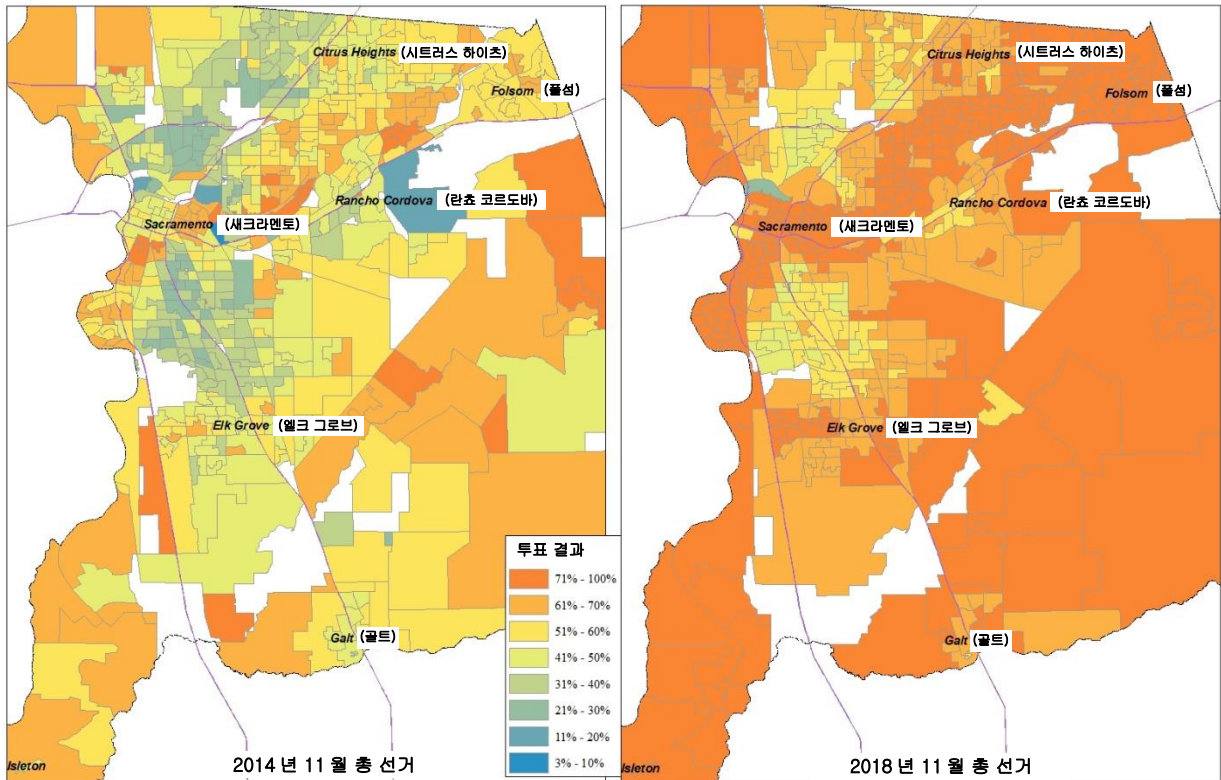 Citrus Heights (시트러스 하이츠)
Folsom (폴섬)
Rancho Cordova (란쵸 코르도바)
Sacramento (새크라멘토)
Elk Grove (엘크 그로브)
Galt (골트)
Isleton
2014 년 11 월 총 선거
투표 결과
71% - 100%
61% - 70%
51% - 60%
41% - 50%
31% - 40%
21% - 30%
11% - 20%
3% - 10%
Citrus Heights (시트러스 하이츠)
Folsom (폴섬)
Rancho Cordova (란쵸 코르도바)
Sacramento (새크라멘토)
Elk Grove (엘크 그로브)
Galt (골트)
Isleton
2018 년 11 월 총 선거